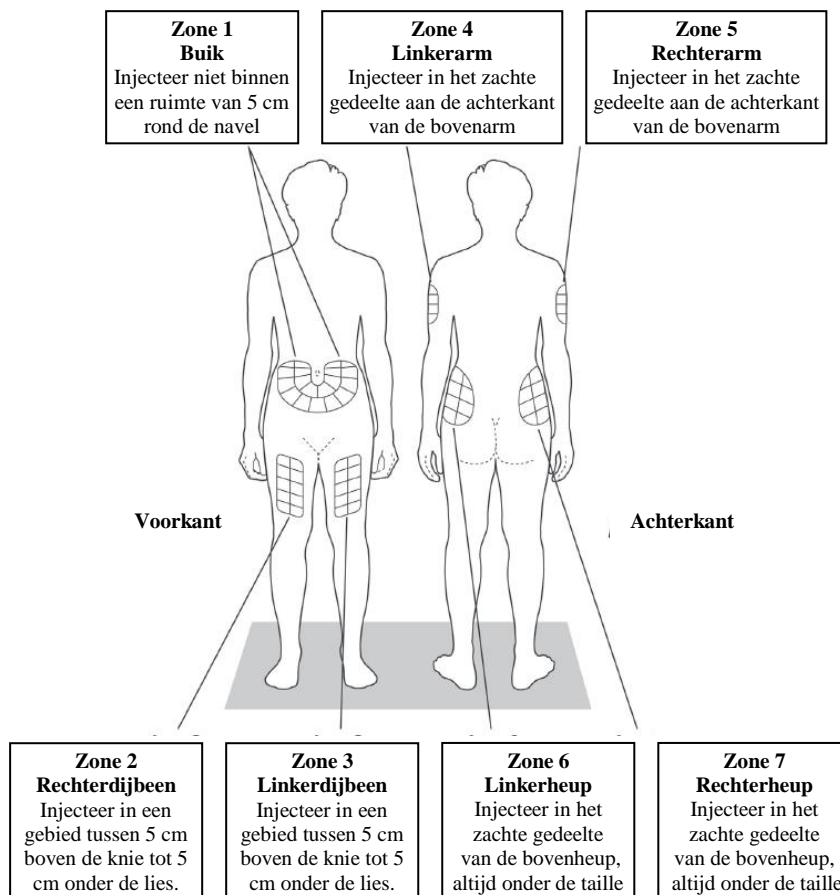 Zone 1
Buik
Injecteer niet binnen
een ruimte van 5 cm
rond de navel
Zone 4
Linkerarm
Injecteer in het zachte
gedeelte aan de achterkant
van de bovenarm
Zone 5
Rechterarm
Injecteer in het zachte
gedeelte aan de achterkant
van de bovenarm
Voorkant
Achterkant
Zone 2
Rechterdijbeen
Injecteer in een
gebied tussen 5 cm
boven de knie tot 5
cm onder de lies.
Zone 3
Linkerdijbeen
Injecteer in een
gebied tussen 5 cm
boven de knie tot 5
cm onder de lies.
Zone 6
Linkerheup
Injecteer in het
zachte gedeelte
van de bovenheup,
altijd onder de taille
Zone 7
Rechterheup
Injecteer in het
zachte gedeelte
van de bovenheup,
altijd onder de taille